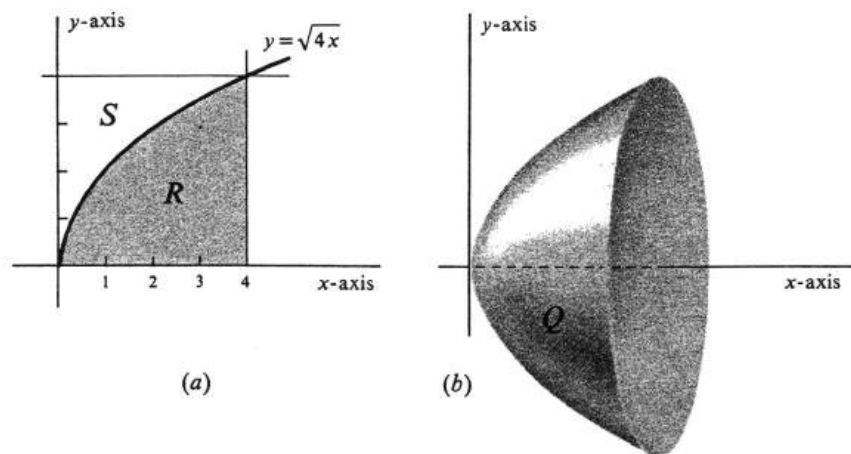 y-axis
y = √4x
S
R
1 2 3 4
x-axis
(a)
y-axis
Q
x-axis
(b)